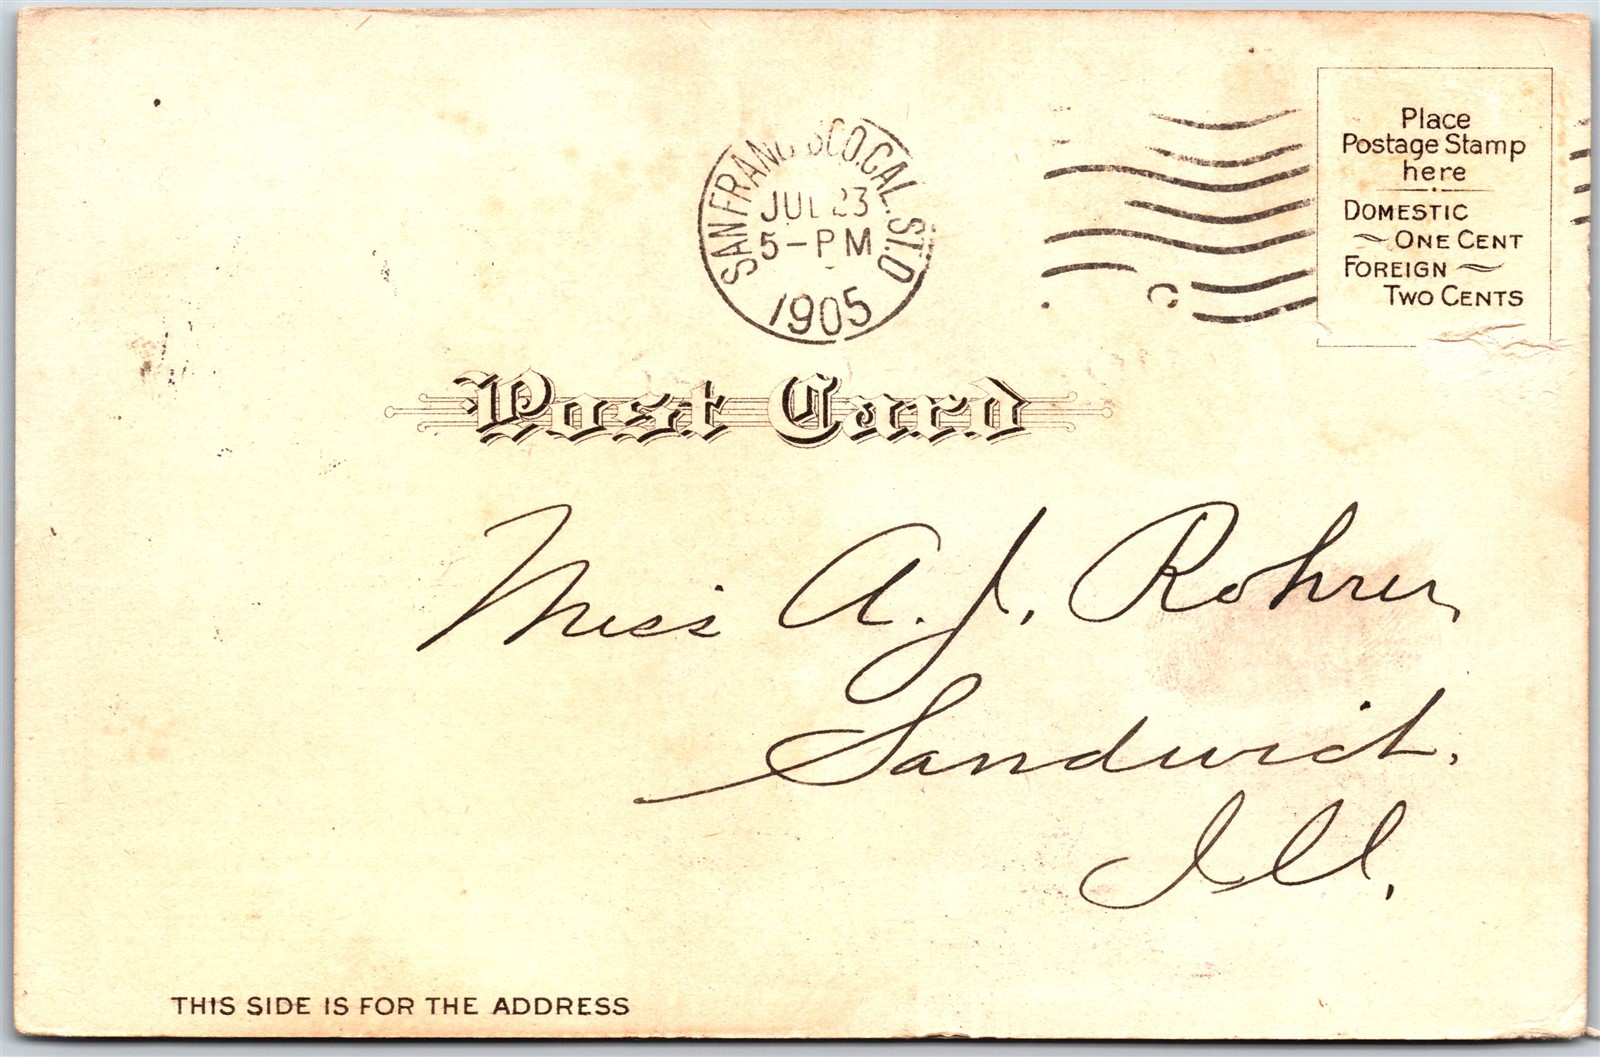 SAN FRANCISCO, CAL. ST. D
JUL 23
5-PM
1905
Place
Postage Stamp
here
DOMESTIC
ONE CENT
FOREIGN
TWO CENTS
Post Card
Miss A. J. Rohrer,
Sandwich,
Ill,
THIS SIDE IS FOR THE ADDRESS